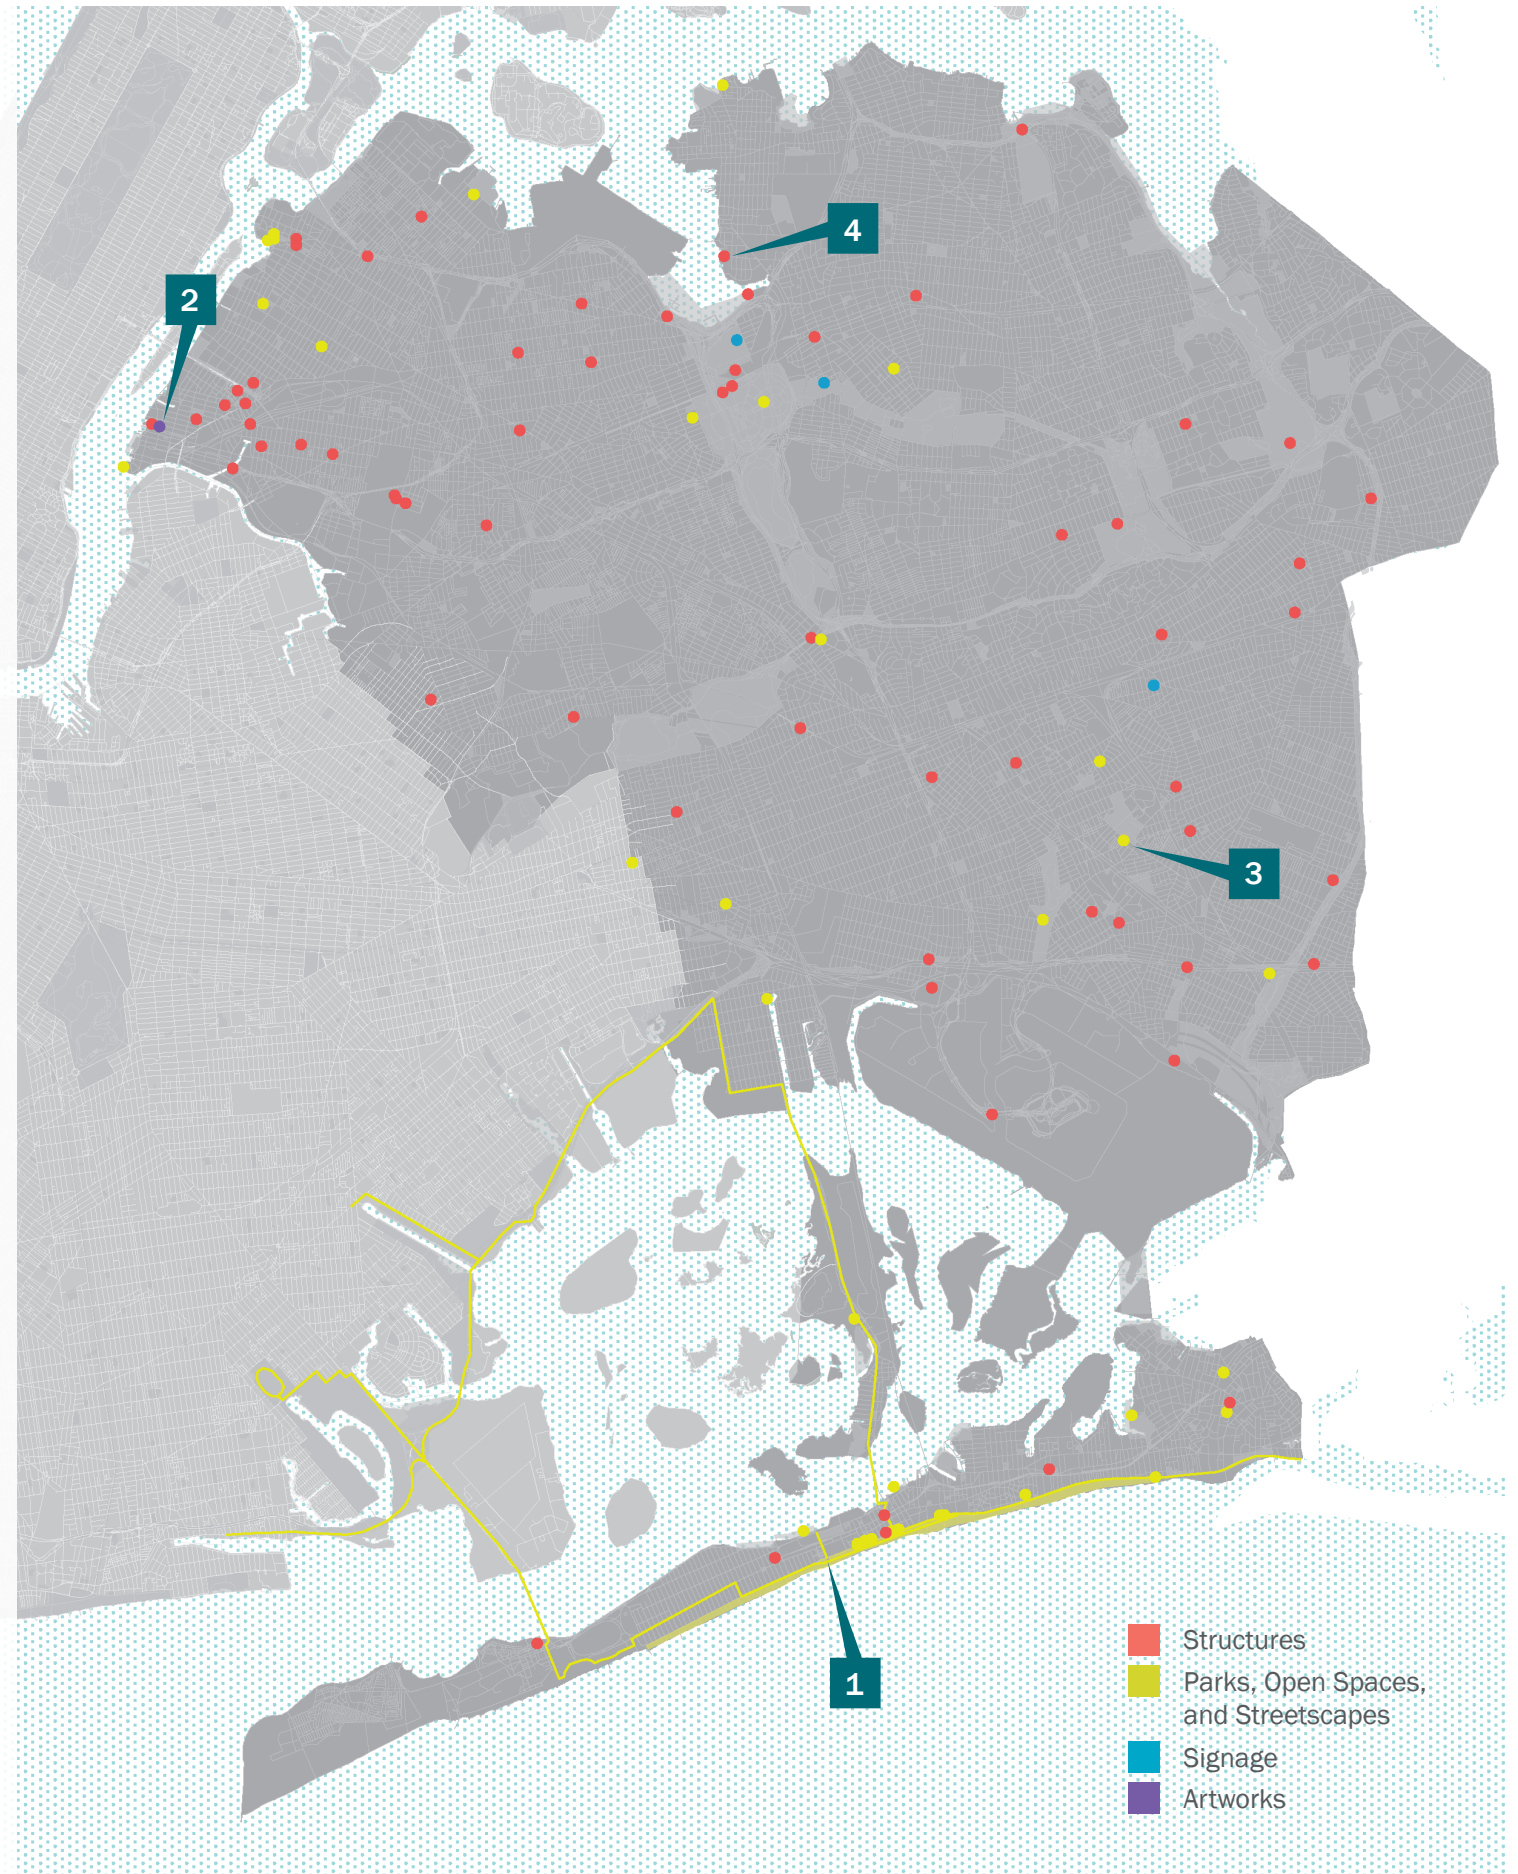 4
2
3
1
Structures
Parks, Open Spaces,
and Streetscapes
Signage
Artworks